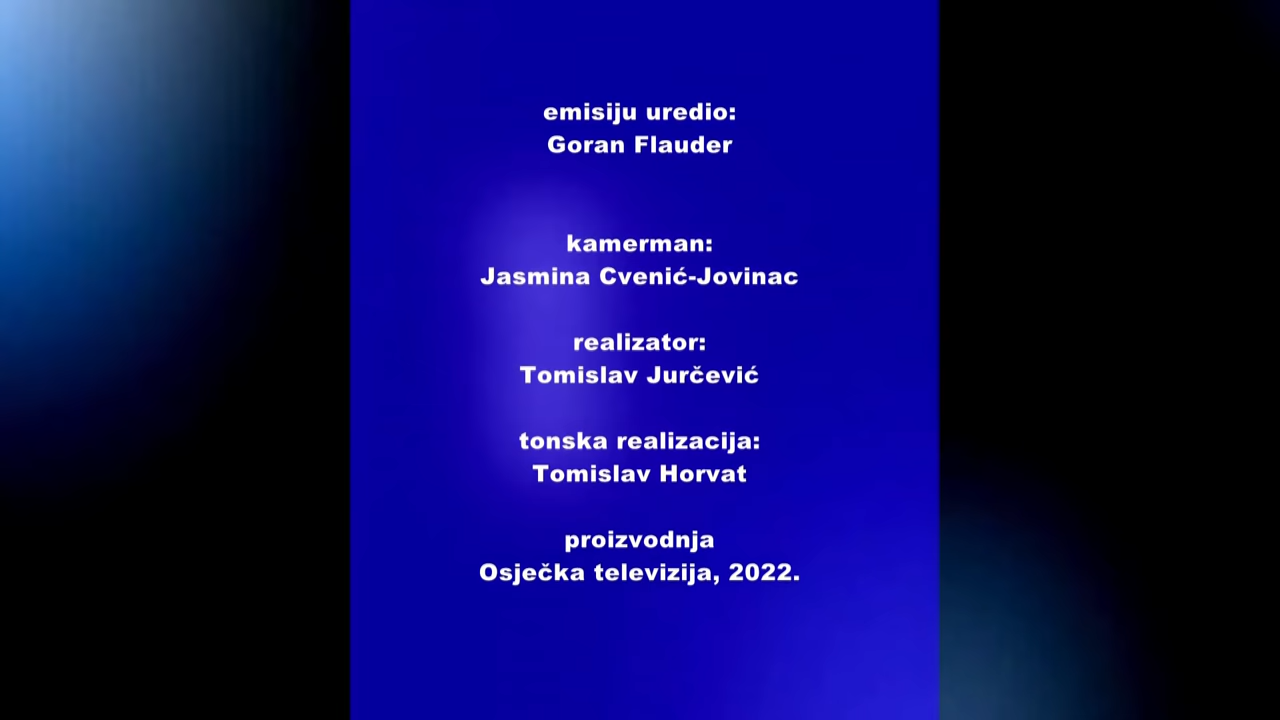 emisiju uredio:
Goran Flauder
kamerman:
Jasmina Cvenić-Jovinac
realizator:
Tomislav Jurčević
tonska realizacija:
Tomislav Horvat
proizvodnja
Osječka televizija, 2022.